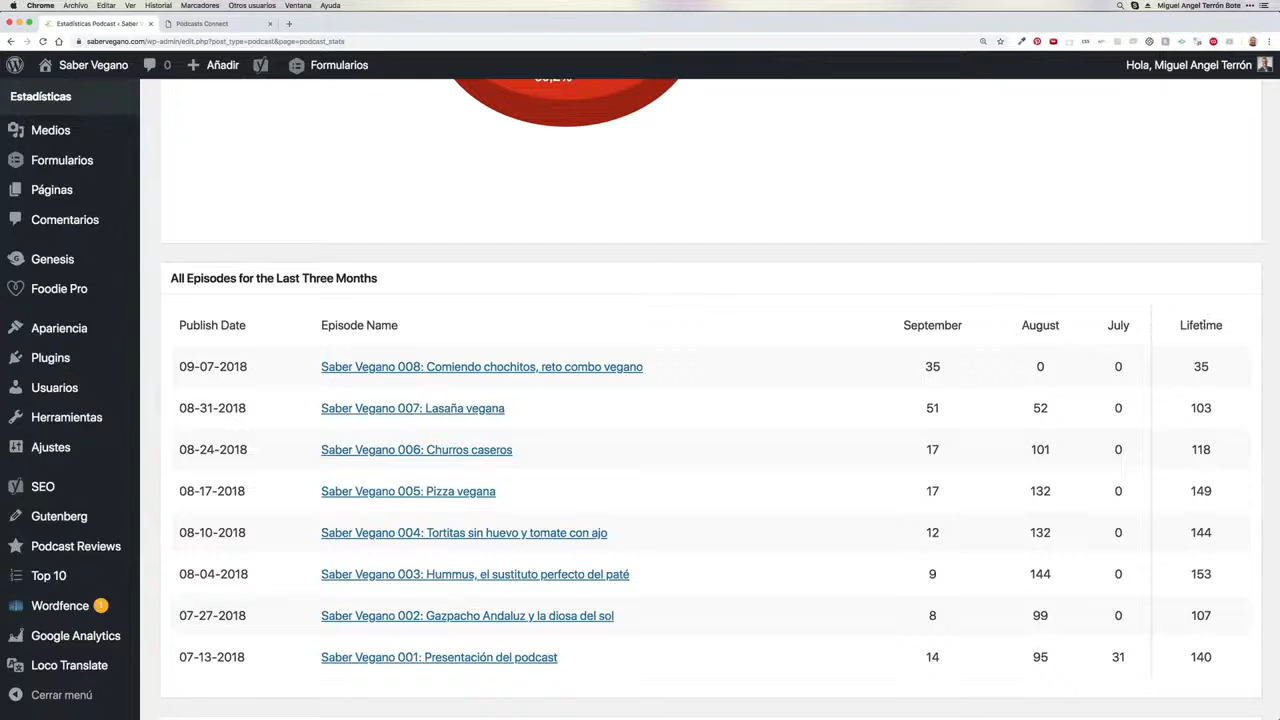 Chrome Archivo Editar Ver Historial Marcadores Otros usuarios Ventana Ayuda Miguel Angel Terrón Bote
Estadísticas Podcast ‹ Saber V Podcasts Connect
sabervegano.com/wp-admin/edit.php?post_type=podcast&page=podcast_stats
Saber Vegano 0 Añadir Formularios Hola, Miguel Angel Terrón
Estadísticas
Medios
Formularios
Páginas
Comentarios
Genesis
Foodie Pro
Apariencia
Plugins
Usuarios
Herramientas
Ajustes
SEO
Gutenberg
Podcast Reviews
Top 10
Wordfence 1
Google Analytics
Loco Translate
Cerrar menú
All Episodes for the Last Three Months
Publish Date Episode Name September August July Lifetime
09-07-2018 Saber Vegano 008: Comiendo chochitos, reto combo vegano 35 0 0 35
08-31-2018 Saber Vegano 007: Lasaña vegana 51 52 0 103
08-24-2018 Saber Vegano 006: Churros caseros 17 101 0 118
08-17-2018 Saber Vegano 005: Pizza vegana 17 132 0 149
08-10-2018 Saber Vegano 004: Tortitas sin huevo y tomate con ajo 12 132 0 144
08-04-2018 Saber Vegano 003: Hummus, el sustituto perfecto del paté 9 144 0 153
07-27-2018 Saber Vegano 002: Gazpacho Andaluz y la diosa del sol 8 99 0 107
07-13-2018 Saber Vegano 001: Presentación del podcast 14 95 31 140